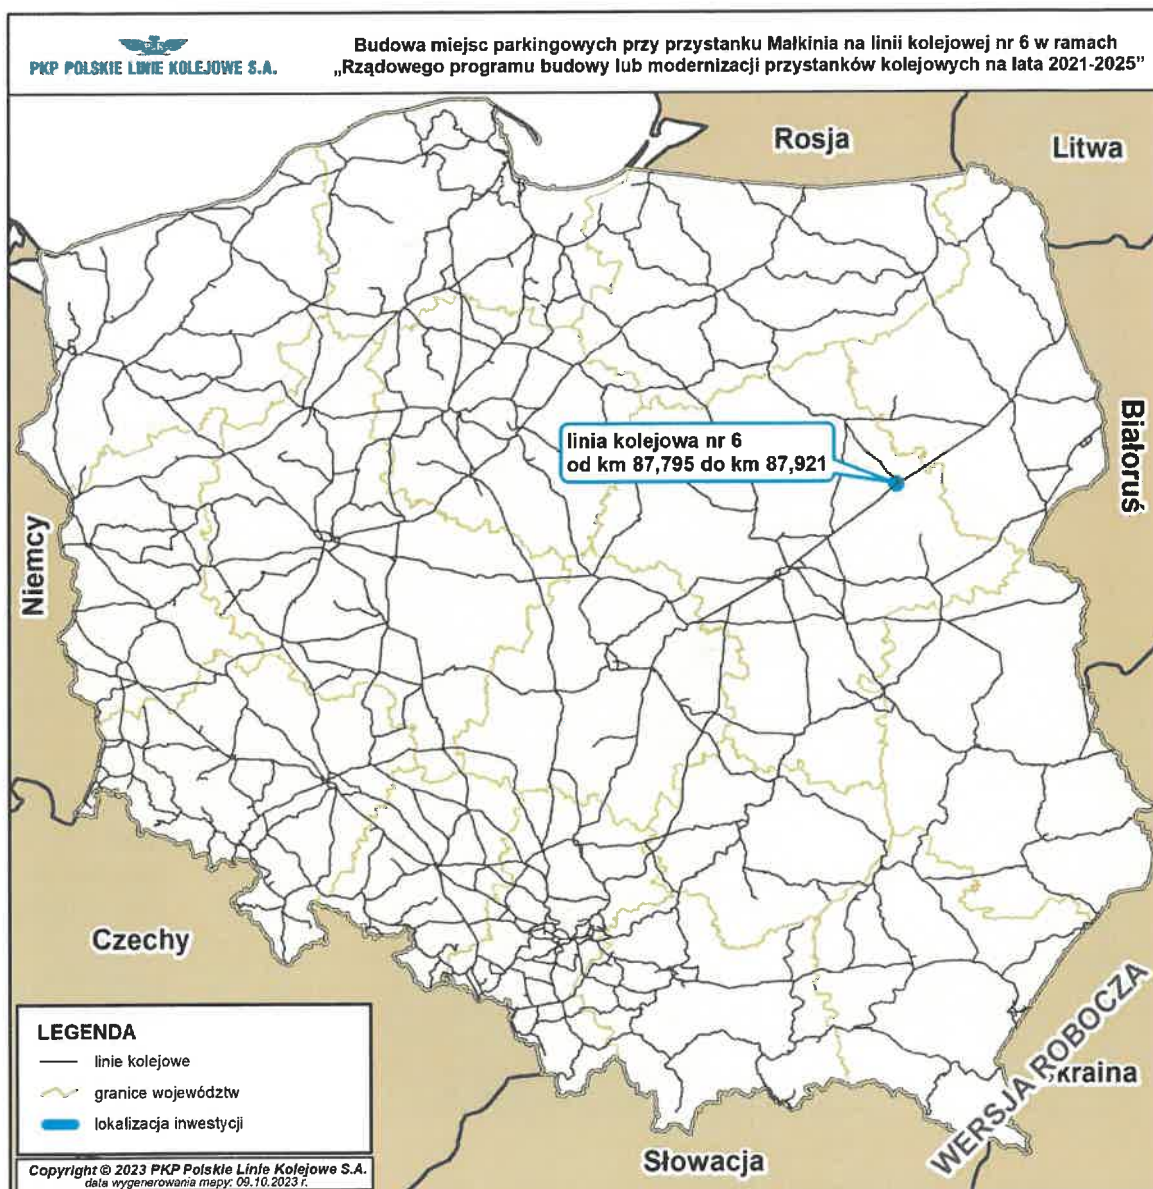 PKP POLSKIE LINIE KOLEJOWE S.A.
Budowa miejsc parkingowych przy przystanku Małkinia na linii kolejowej nr 6 w ramach
„Rządowego programu budowy lub modernizacji przystanków kolejowych na lata 2021-2025”
Rosja
Litwa
linia kolejowa nr 6
od km 87,795 do km 87,921
Białoruś
Niemcy
Czechy
Słowacja
kraina
WERSJA ROBOCZA
LEGENDA
linie kolejowe
granice województw
lokalizacja inwestycji
Copyright © 2023 PKP Polskie Linie Kolejowe S.A.
data wygenerowania mapy: 09.10.2023 r.